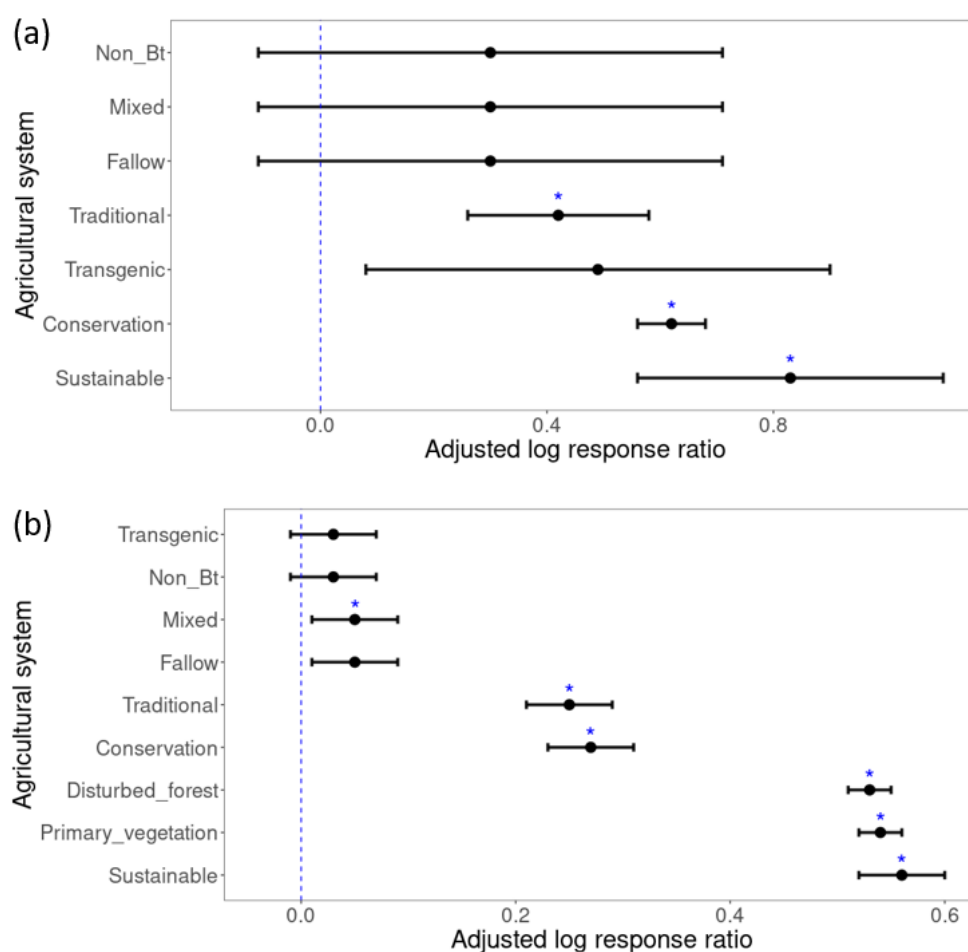 (a)
Non_Bt
Mixed
Fallow
Traditional
Transgenic
Conservation
Sustainable
Agricultural system
*
*
*
0.0 0.4 0.8
Adjusted log response ratio
(b)
Transgenic
Non_Bt
Mixed
Fallow
Traditional
Conservation
Disturbed_forest
Primary_vegetation
Sustainable
Agricultural system
*
*
*
*
*
*
0.0 0.2 0.4 0.6
Adjusted log response ratio